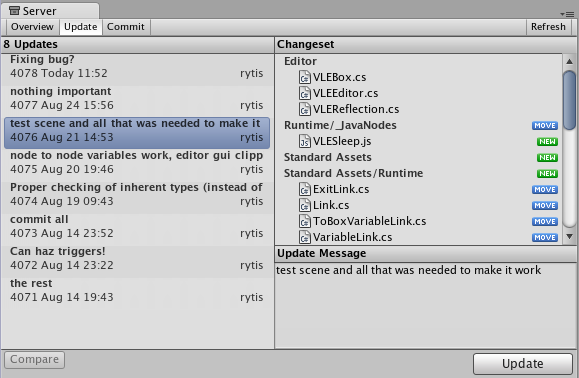 Server
Overview Update Commit Refresh
8 Updates
Fixing bug?
4078 Today 11:52 rytis
nothing important
4077 Aug 24 15:56 rytis
test scene and all that was needed to make it
4076 Aug 21 14:53 rytis
node to node variables work, editor gui clipp
4075 Aug 20 19:46 rytis
Proper checking of inherent types (instead of
4074 Aug 19 09:43 rytis
commit all
4073 Aug 14 23:52 rytis
Can haz triggers!
4072 Aug 14 23:22 rytis
the rest
4071 Aug 14 19:43 rytis
Compare
Changeset
Editor
C# VLEBox.cs
C# VLEEditor.cs
C# VLEReflection.cs
Runtime/_JavaNodes MOVE
JS VLESleep.js NEW
Standard Assets NEW
Standard Assets/Runtime NEW
C# ExitLink.cs MOVE
C# Link.cs MOVE
C# ToBoxVariableLink.cs MOVE
C# VariableLink.cs MOVE
Update Message
test scene and all that was needed to make it work
Update